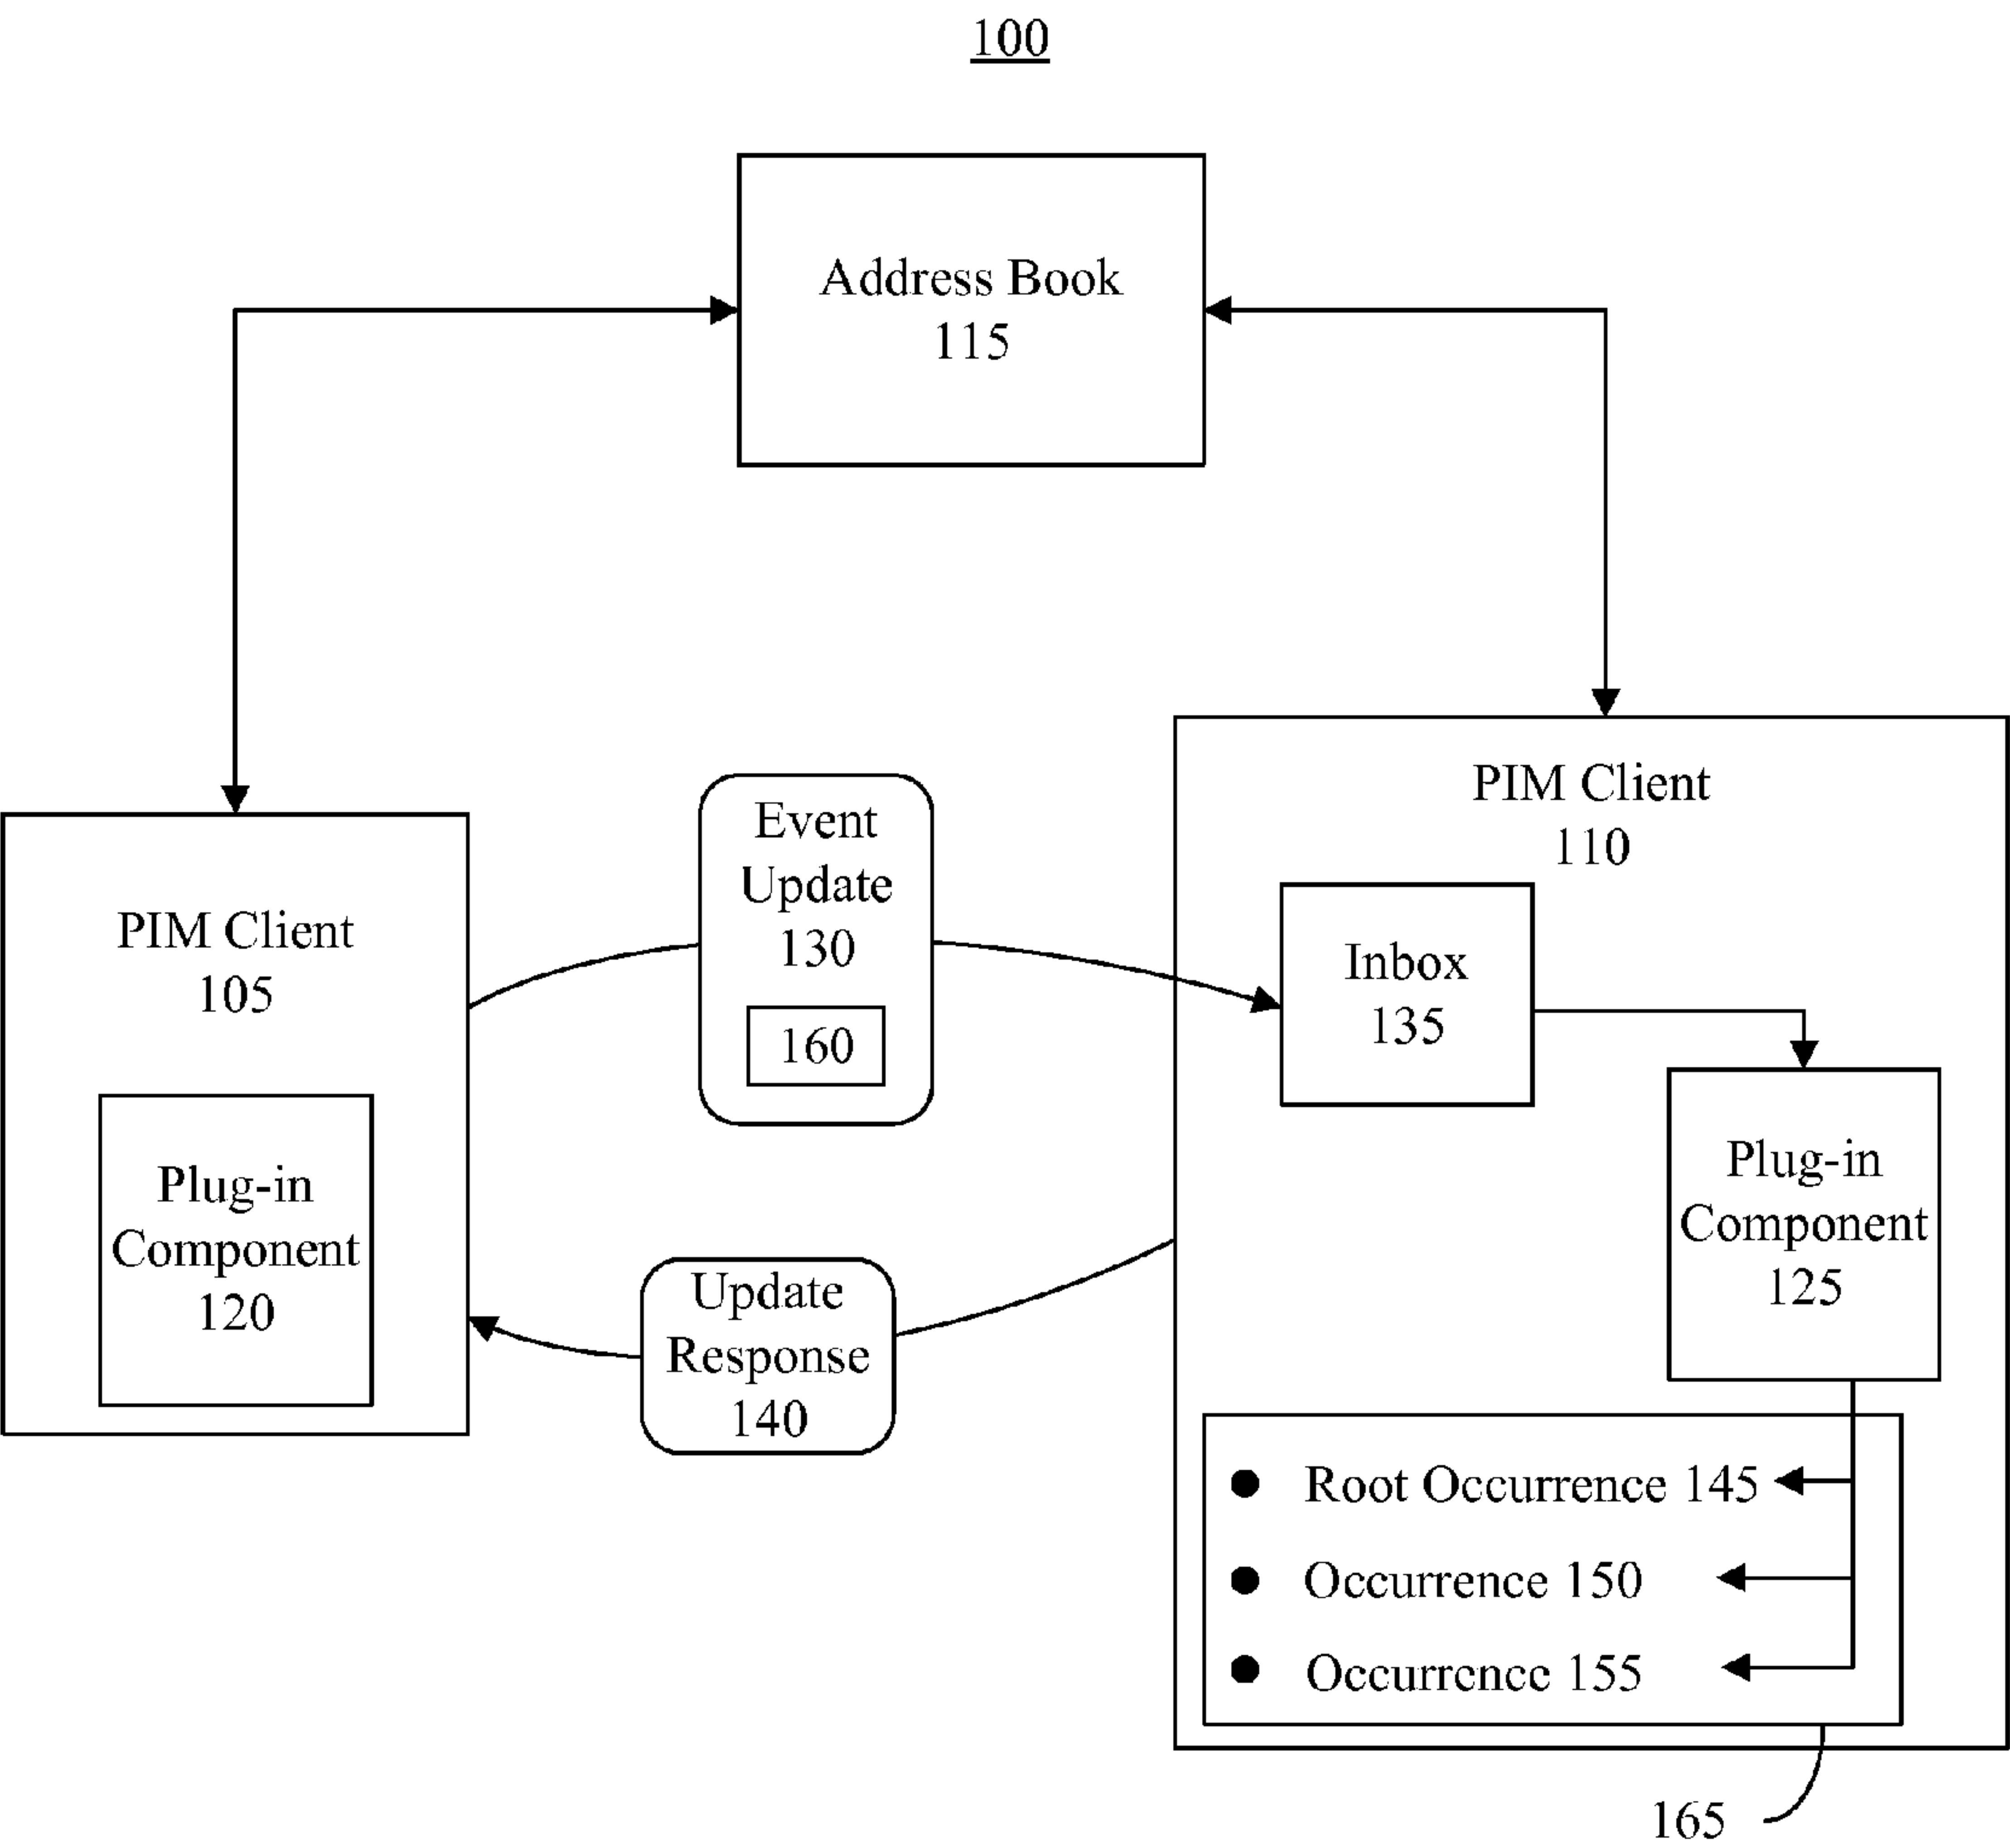 100
Address Book
115
PIM Client
105
Plug-in
Component
120
Event
Update
130
160
Update
Response
140
PIM Client
110
Inbox
135
Plug-in
Component
125
Root Occurrence 145
Occurrence 150
Occurrence 155
165